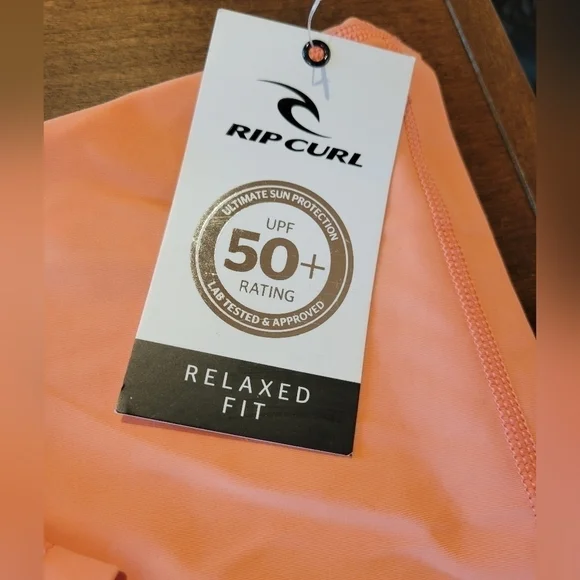 RIP CURL
ULTIMATE SUN PROTECTION
UPF
50+
RATING
LAB TESTED & APPROVED
RELAXED
FIT